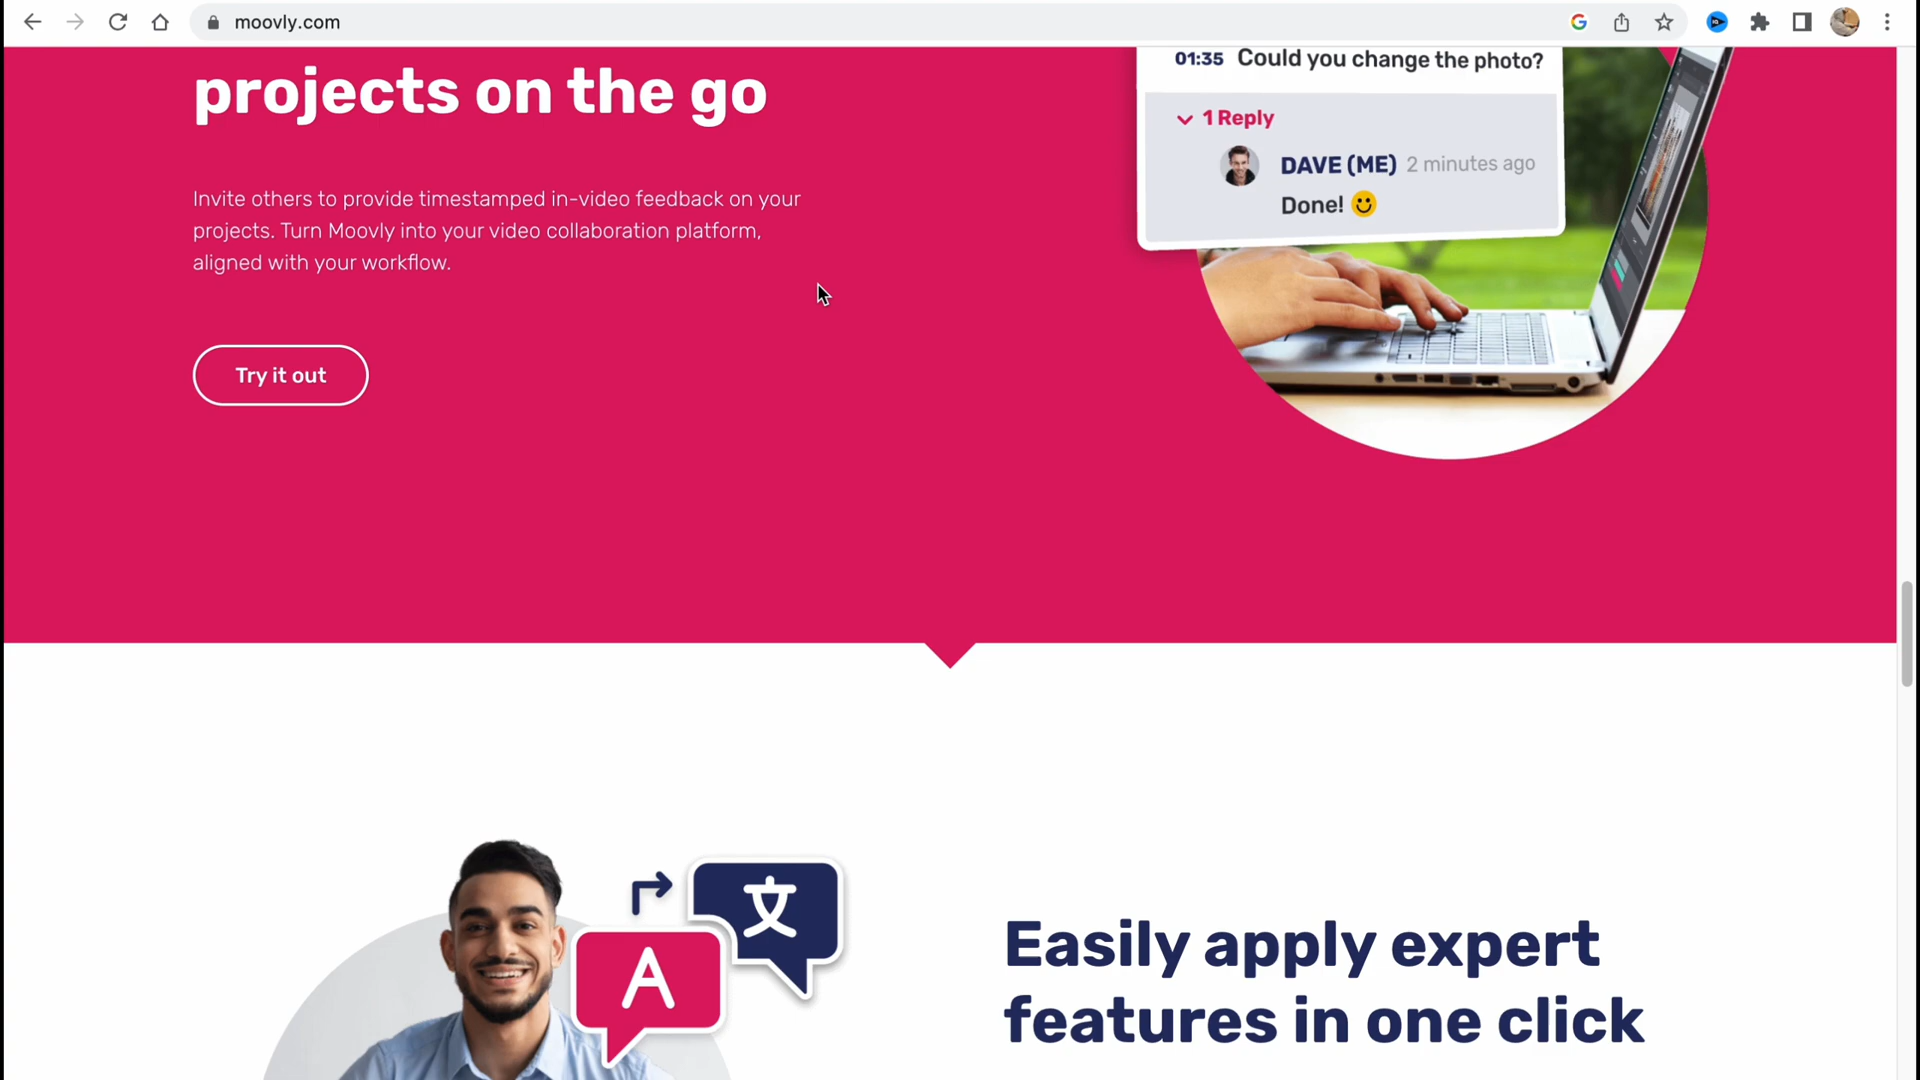 moovly.com
projects on the go
Invite others to provide timestamped in-video feedback on your
projects. Turn Moovly into your video collaboration platform,
aligned with your workflow.
Try it out
01:35 Could you change the photo?
1 Reply
DAVE (ME) 2 minutes ago
Done!
A
文
Easily apply expert
features in one click